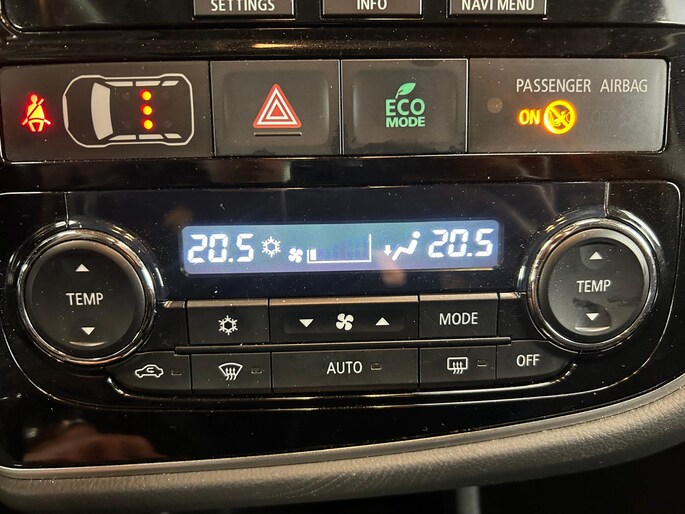 SETTINGS
INFO
NAVI MENU
ECO
MODE
PASSENGER AIRBAG
ON
20.5
20.5
TEMP
MODE
TEMP
AUTO
OFF